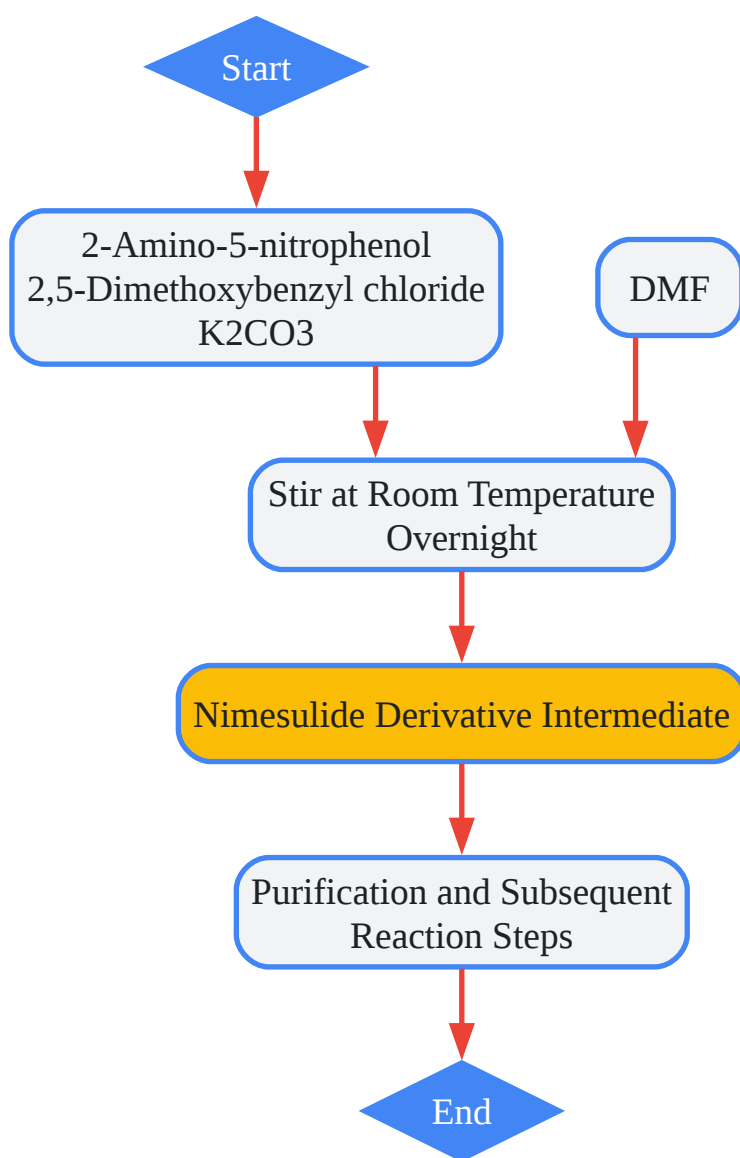 Start
2-Amino-5-nitrophenol
2,5-Dimethoxybenzyl chloride
K2CO3
DMF
Stir at Room Temperature
Overnight
Nimesulide Derivative Intermediate
Purification and Subsequent
Reaction Steps
End